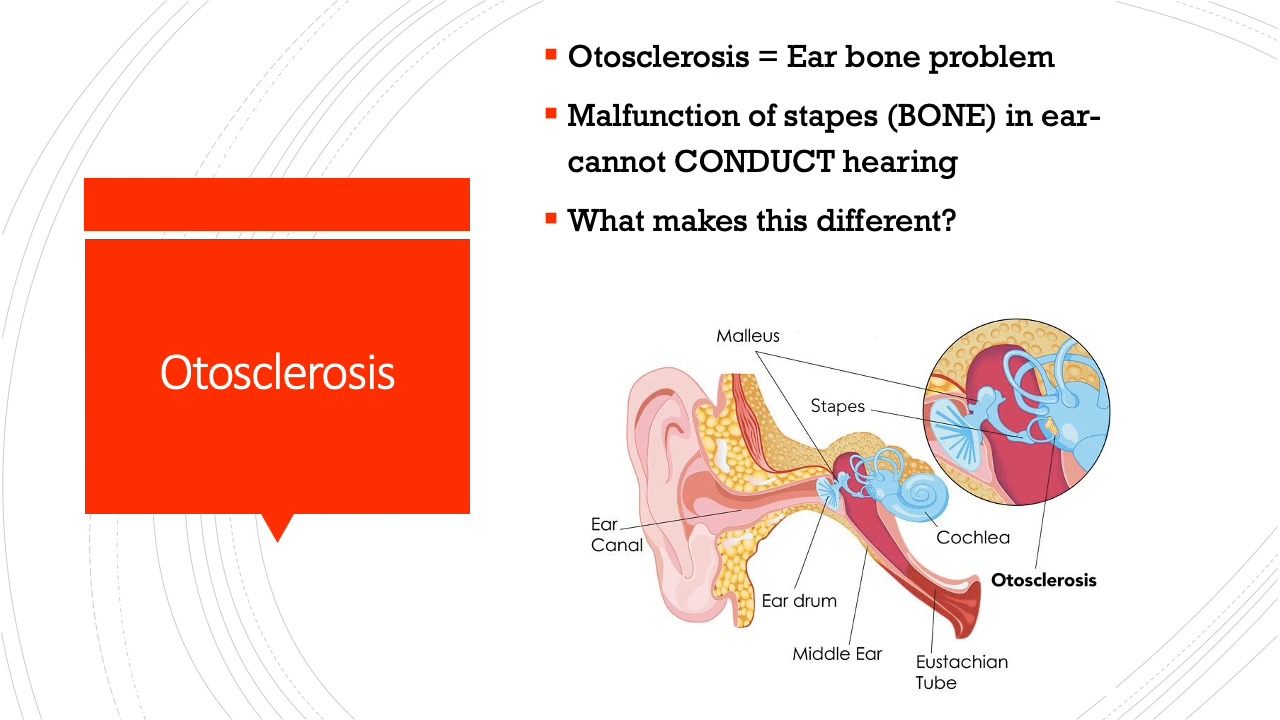 Otosclerosis = Ear bone problem
Malfunction of stapes (BONE) in ear-
cannot CONDUCT hearing
What makes this different?
Otosclerosis
Malleus
Stapes
Ear
Canal
Cochlea
Otosclerosis
Ear drum
Middle Ear
Eustachian
Tube